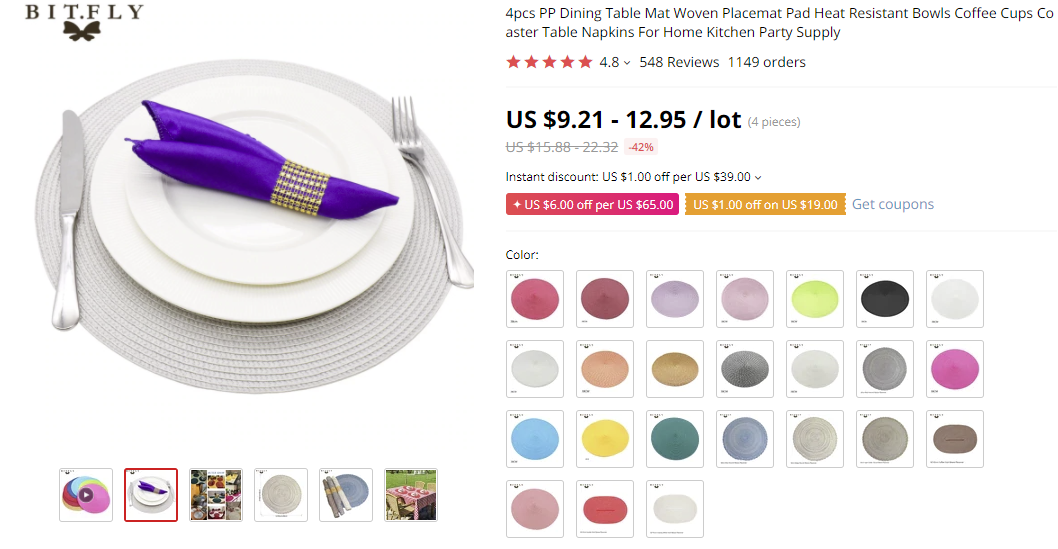 BIT.FLY
4pcs PP Dining Table Mat Woven Placemat Pad Heat Resistant Bowls Coffee Cups Co
aster Table Napkins For Home Kitchen Party Supply
4.8 548 Reviews 1149 orders
US $9.21 - 12.95 / lot (4 pieces)
US $15.88 - 22.32 -42%
Instant discount: US $1.00 off per US $39.00
US $6.00 off per US $65.00 US $1.00 off on US $19.00 Get coupons
Color: